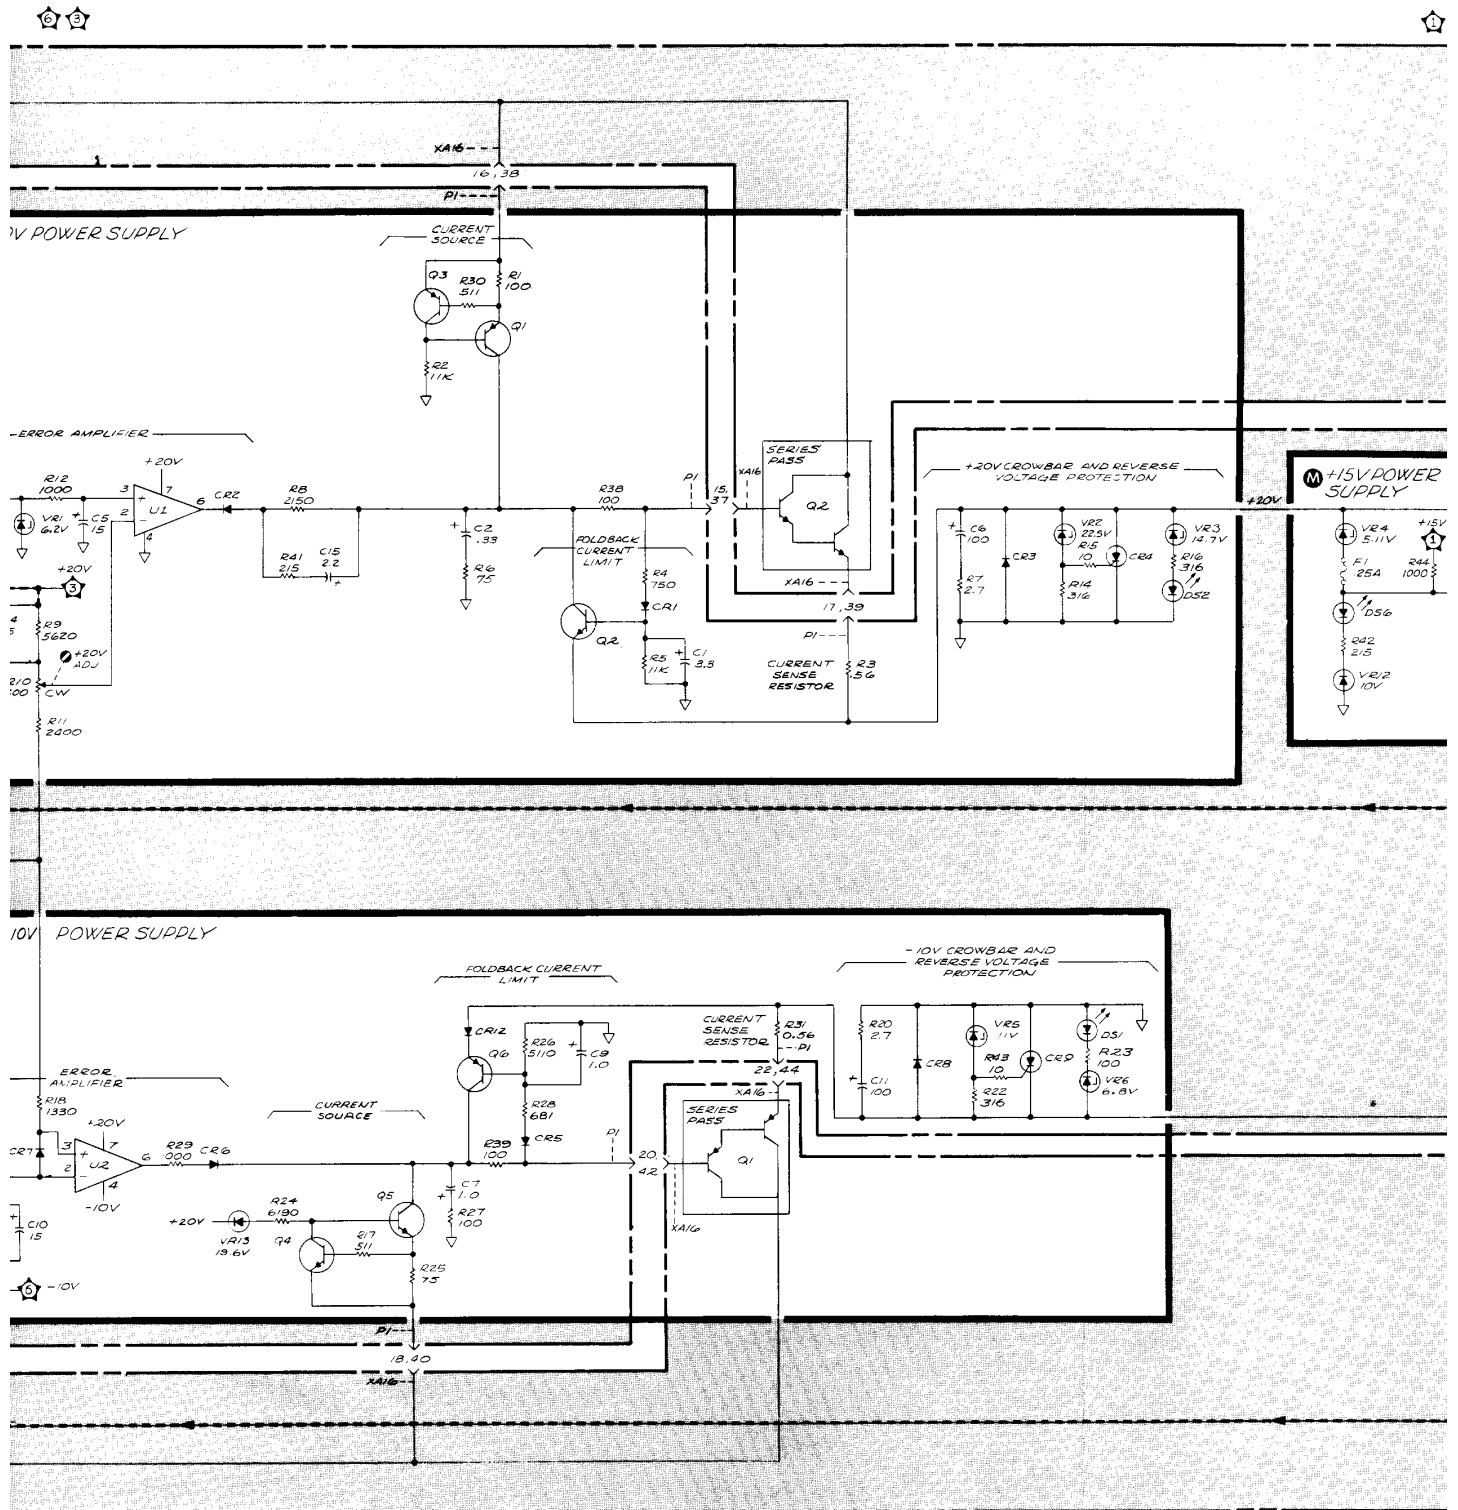 6 3
1
XA16
16,38
P1
0V POWER SUPPLY
CURRENT
SOURCE
Q3
R30
511
R1
100
Q1
R2
11K
ERROR AMPLIFIER
+20V
R12
1000
3
7
+
U1
6
CR2
2
-
4
VR1
6.2V
+
C5
15
R8
2150
R41
215
C15
2.2
+
+
C2
.33
R6
75
R38
100
P1
15,
37
XA16
SERIES
PASS
Q2
FOLDBACK
CURRENT
LIMIT
R4
750
CR1
Q2
R5
11K
+
C1
3.3
XA16
17,39
P1
CURRENT
SENSE
RESISTOR
R3
.56
+20V CROWBAR AND REVERSE
VOLTAGE PROTECTION
+
C6
100
R7
2.7
CR3
VR2
22.5V
R15
10
CR4
R14
316
VR3
14.7V
R16
316
DS2
+20V
M +15V POWER
SUPPLY
VR4
5.11V
+15V
1
F1
.25A
R44
1000
DS6
R42
215
VR12
10V
+20V
3
4
R9
5620
+20V
ADJ
CW
R11
2400
10V POWER SUPPLY
FOLDBACK CURRENT
LIMIT
-10V CROWBAR AND
REVERSE VOLTAGE
PROTECTION
CR12
Q6
R26
5110
+
C9
1.0
CURRENT
SENSE
RESISTOR
R31
0.56
P1
22,44
XA16
R20
2.7
+
C11
100
CR8
VR5
11V
R43
10
CR9
R22
316
DS1
R23
100
VR6
6.8V
ERROR
AMPLIFIER
R18
1330
+20V
CR7
3
7
+
U2
6
2
-
4
-10V
R29
1000
CR6
CURRENT
SOURCE
R28
681
CR5
R39
100
P1
20,
42
XA16
SERIES
PASS
Q1
Q5
+
C7
1.0
R27
100
+20V
VR13
19.6V
R24
6190
Q4
R17
511
R25
75
+
C10
15
6 -10V
P1
18,40
XA16